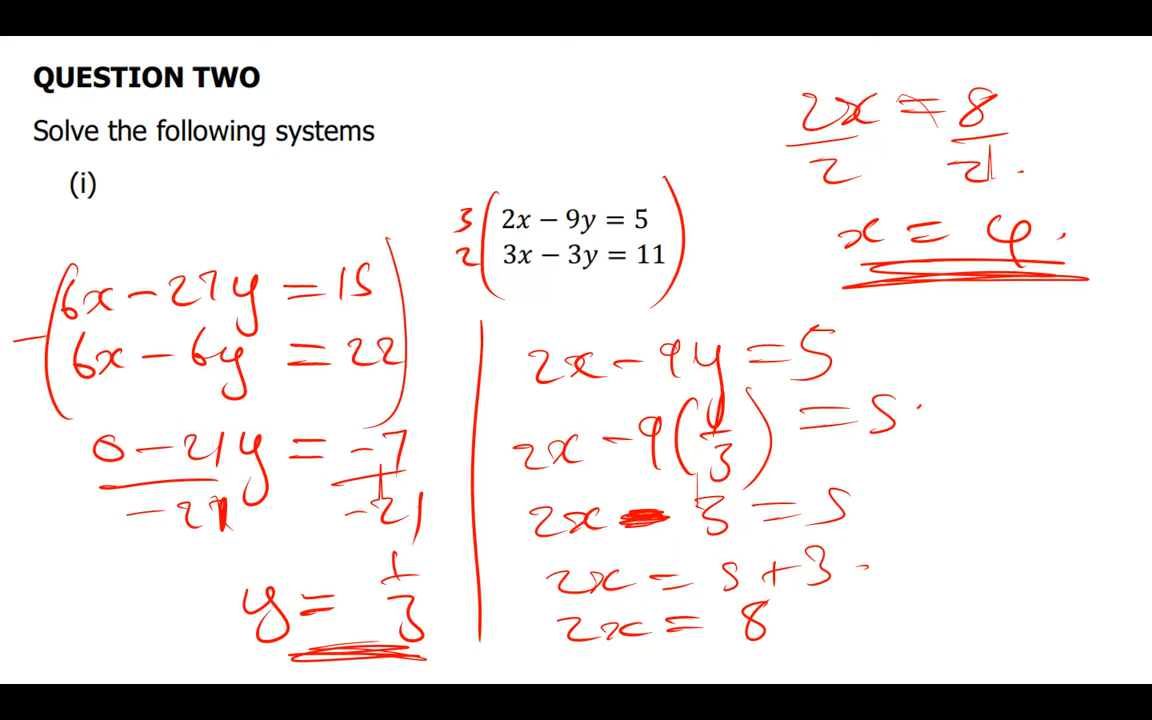 QUESTION TWO
Solve the following systems
(i)
3 ( 2x − 9y = 5
2 ( 3x − 3y = 11 )
6x − 27y = 15
− ( 6x − 6y = 22 )
0 − 21y = −7
−21 −21
y = 1/3
2x − 9y = 5
2x − 9(1/3) = 5.
2x - 3 = 5
2x = 5 + 3
2x = 8
2x = 8
2 2
x = 4.